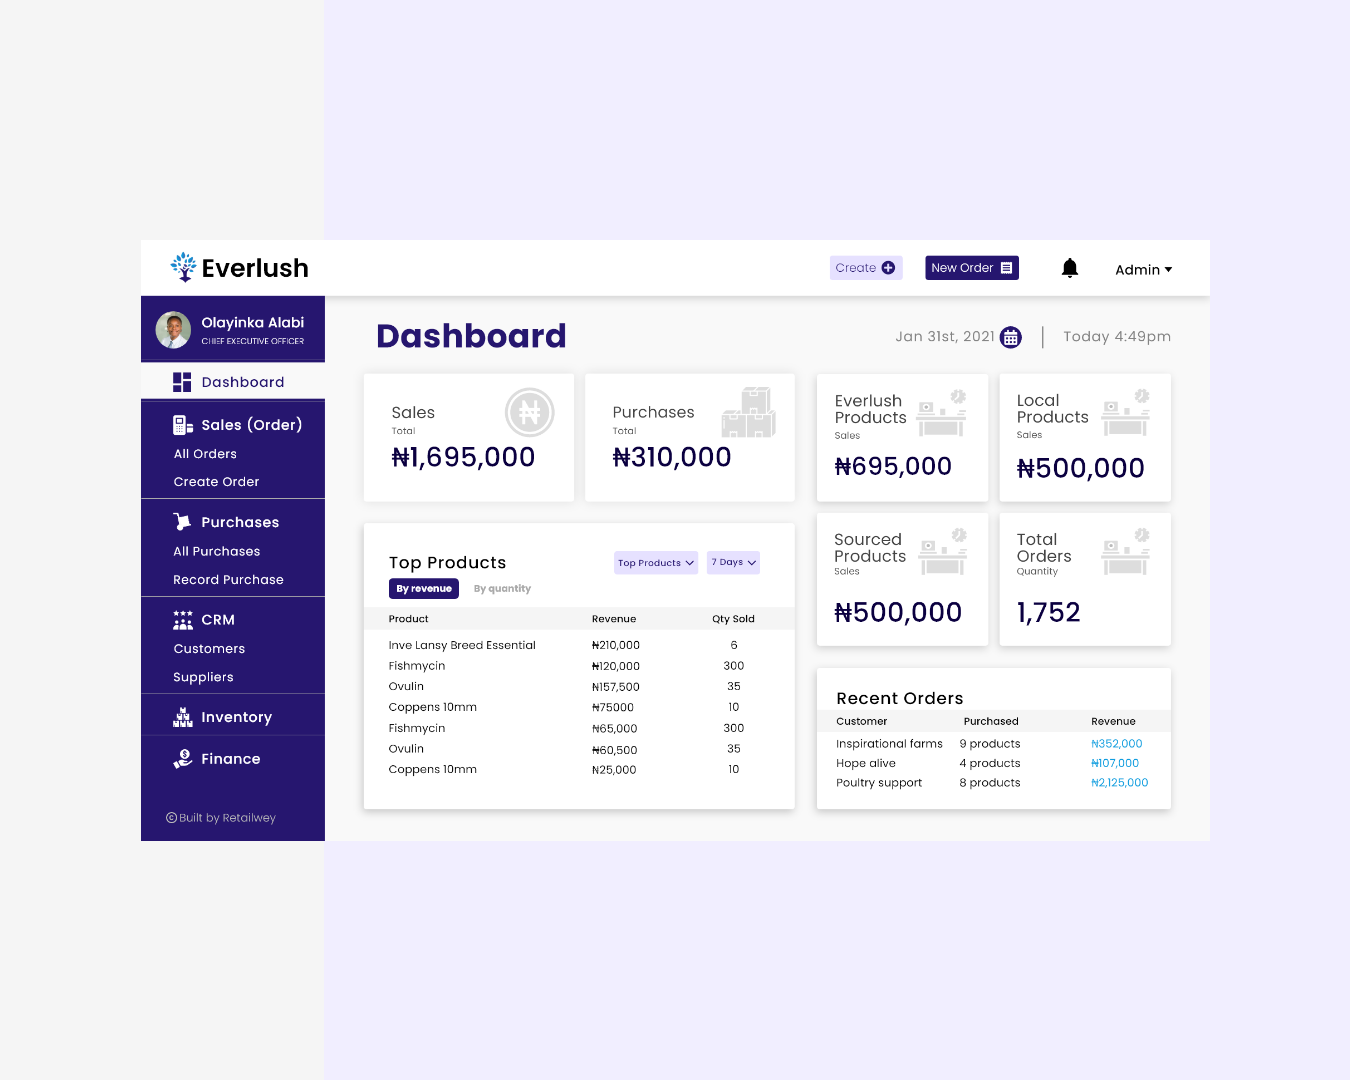 Everlush
Create
New Order
Admin
Olayinka Alabi
CHIEF EXECUTIVE OFFICER
Dashboard
Sales (Order)
All Orders
Create Order
Purchases
All Purchases
Record Purchase
CRM
Customers
Suppliers
Inventory
Finance
© Built by Retailwey
Dashboard
Jan 31st, 2021
Today 4:49pm
Sales
Total
₦1,695,000
Purchases
Total
₦310,000
Everlush
Products
Sales
₦695,000
Local
Products
Sales
₦500,000
Sourced
Products
Sales
₦500,000
Total
Orders
Quantity
1,752
Top Products
Top Products
7 Days
By revenue
By quantity
Product Revenue Qty Sold
Inve Lansy Breed Essential ₦210,000 6
Fishmycin ₦120,000 300
Ovulin ₦157,500 35
Coppens 10mm ₦75000 10
Fishmycin ₦65,000 300
Ovulin ₦60,500 35
Coppens 10mm ₦25,000 10
Recent Orders
Customer Purchased Revenue
Inspirational farms 9 products ₦352,000
Hope alive 4 products ₦107,000
Poultry support 8 products ₦2,125,000